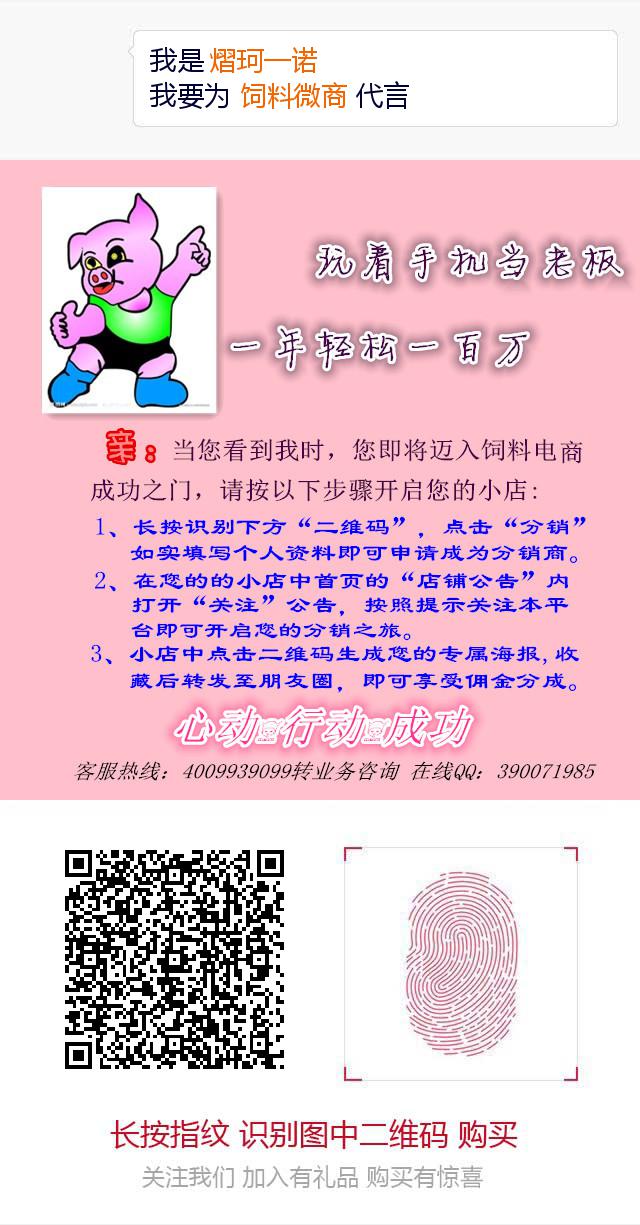 我是 熠珂一诺
我要为 饲料微商 代言
玩着手机当老板
一年轻松一百万
亲：当您看到我时，您即将迈入饲料电商
成功之门，请按以下步骤开启您的小店:
1、长按识别下方“二维码”，点击“分销”
如实填写个人资料即可申请成为分销商。
2、在您的的小店中首页的“店铺公告”内
打开“关注”公告，按照提示关注本平
台即可开启您的分销之旅。
3、小店中点击二维码生成您的专属海报,收
藏后转发至朋友圈，即可享受佣金分成。
心动 行动 成功
客服热线：4009939099转业务咨询 在线QQ：390071985
长按指纹 识别图中二维码 购买
关注我们 加入有礼品 购买有惊喜